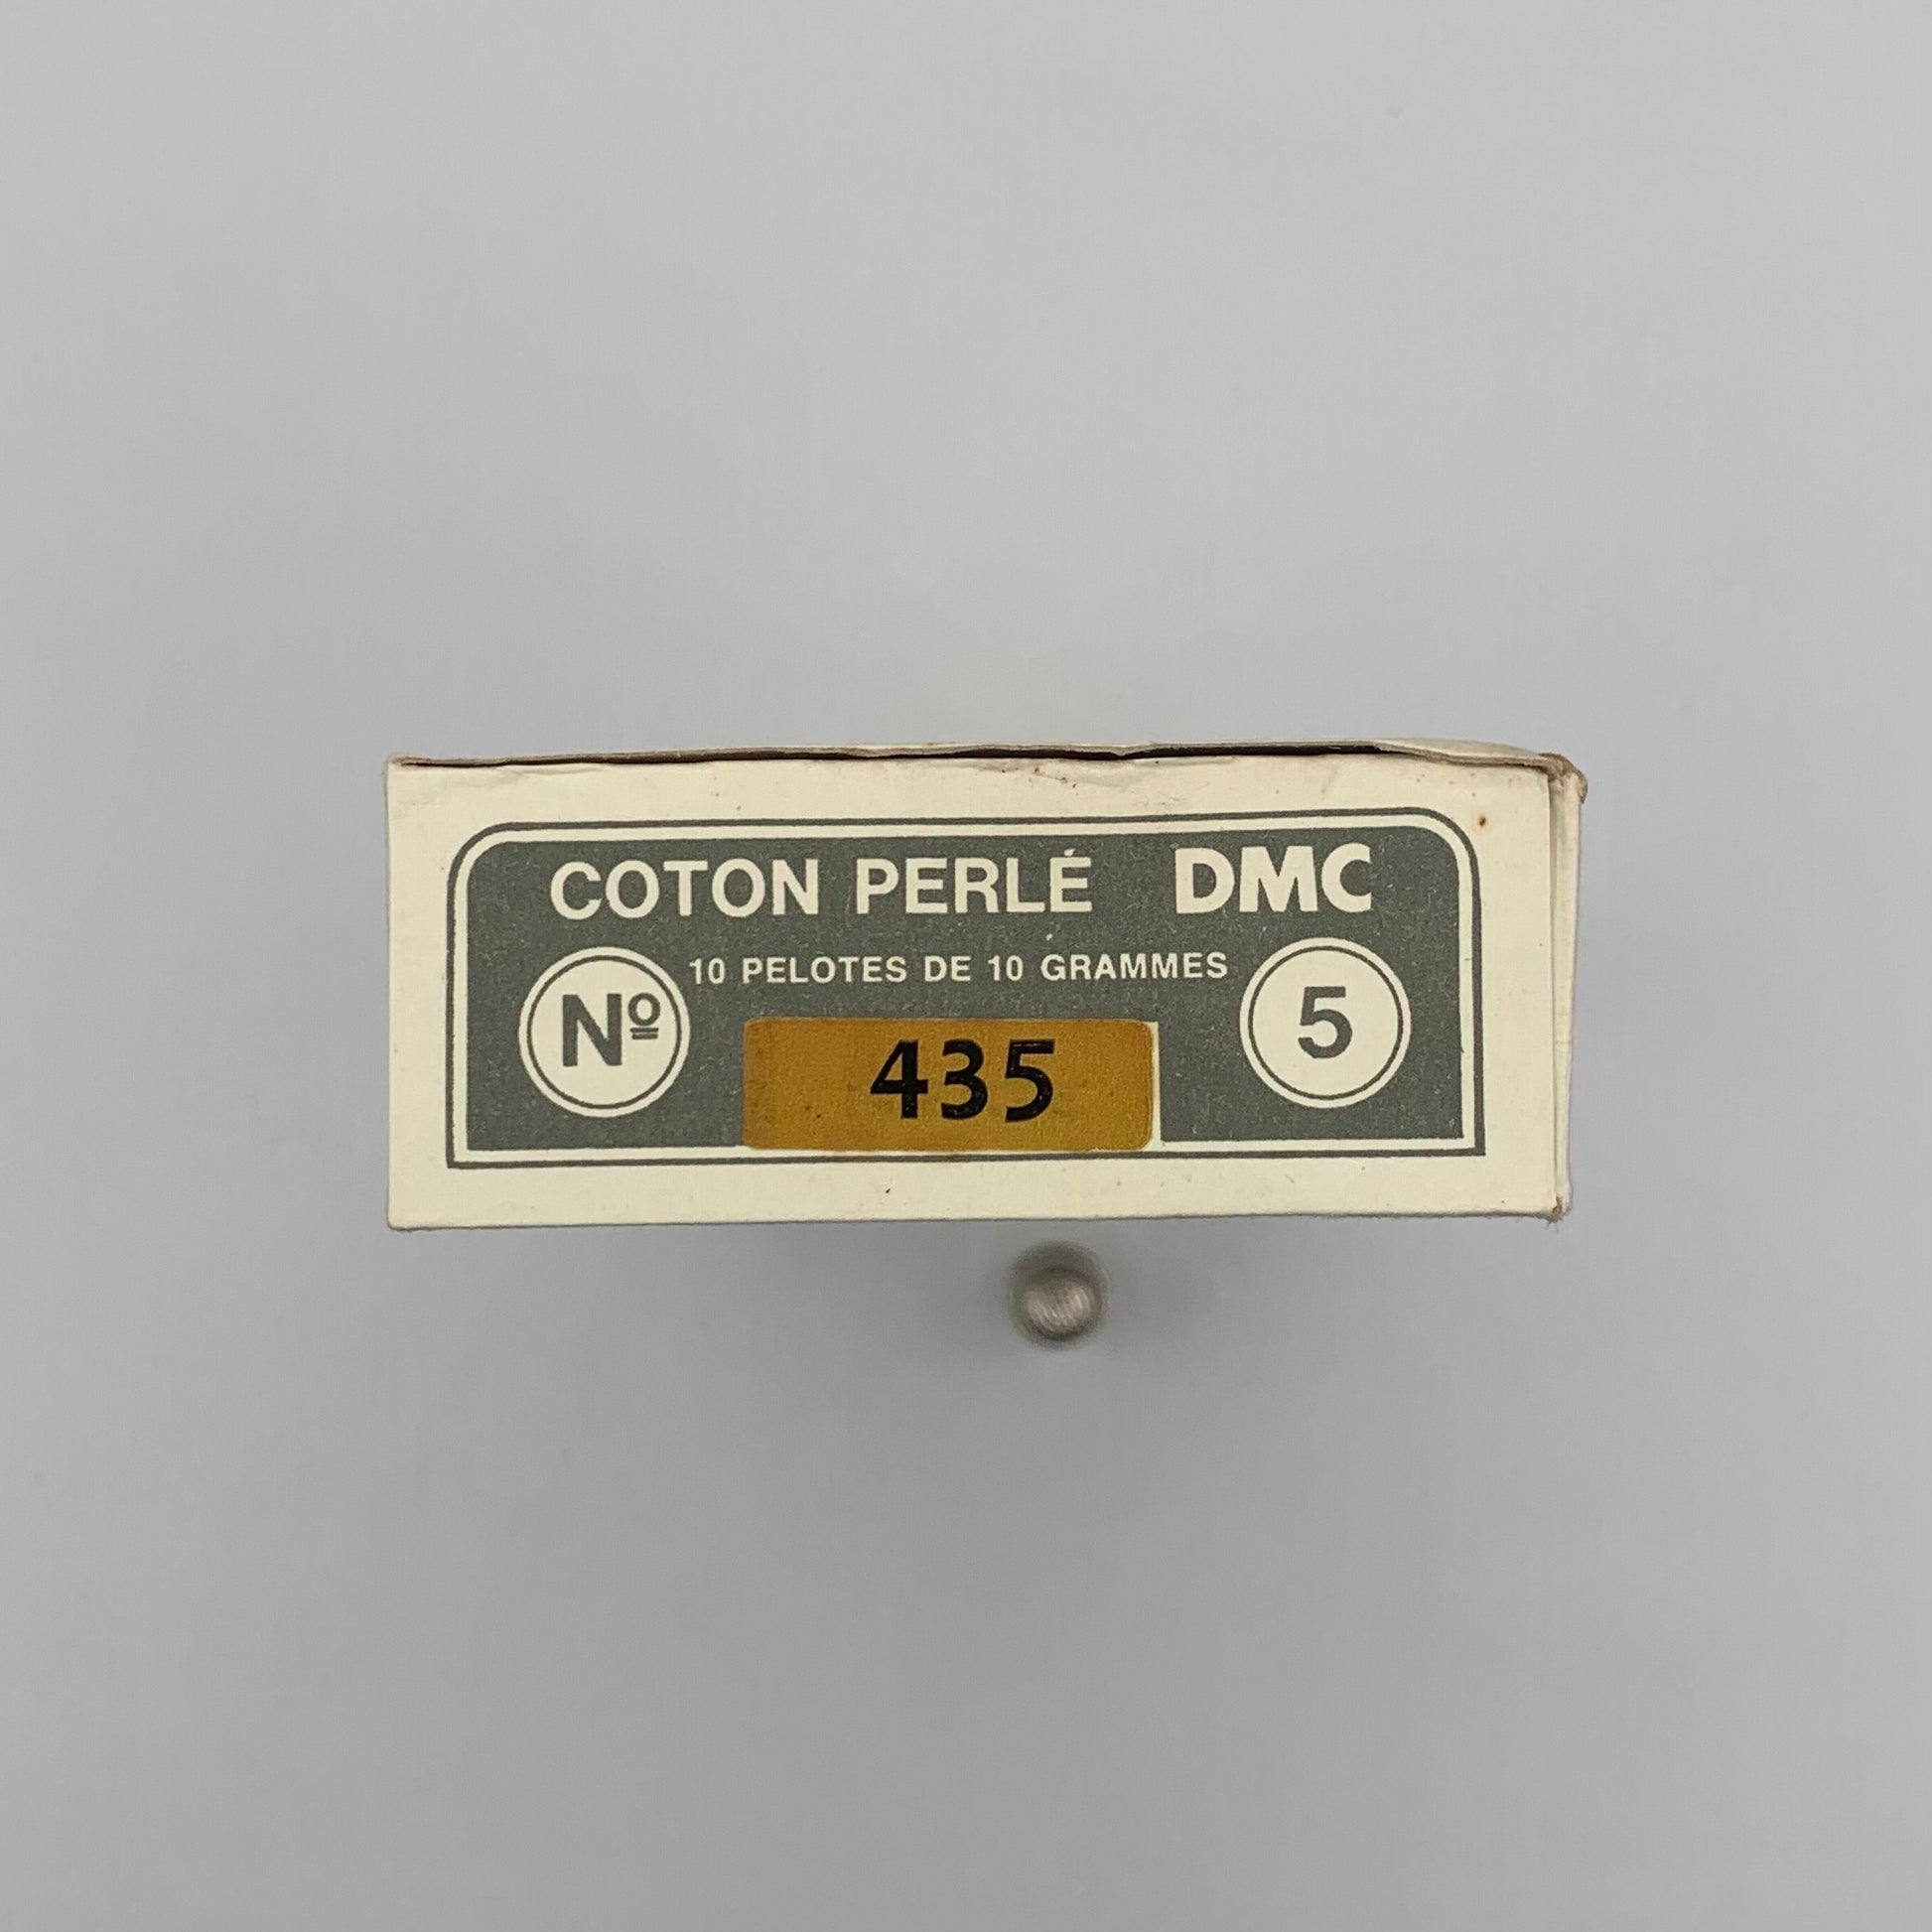 COTON PERLÉ DMC
10 PELOTES DE 10 GRAMMES
Nº 5
435